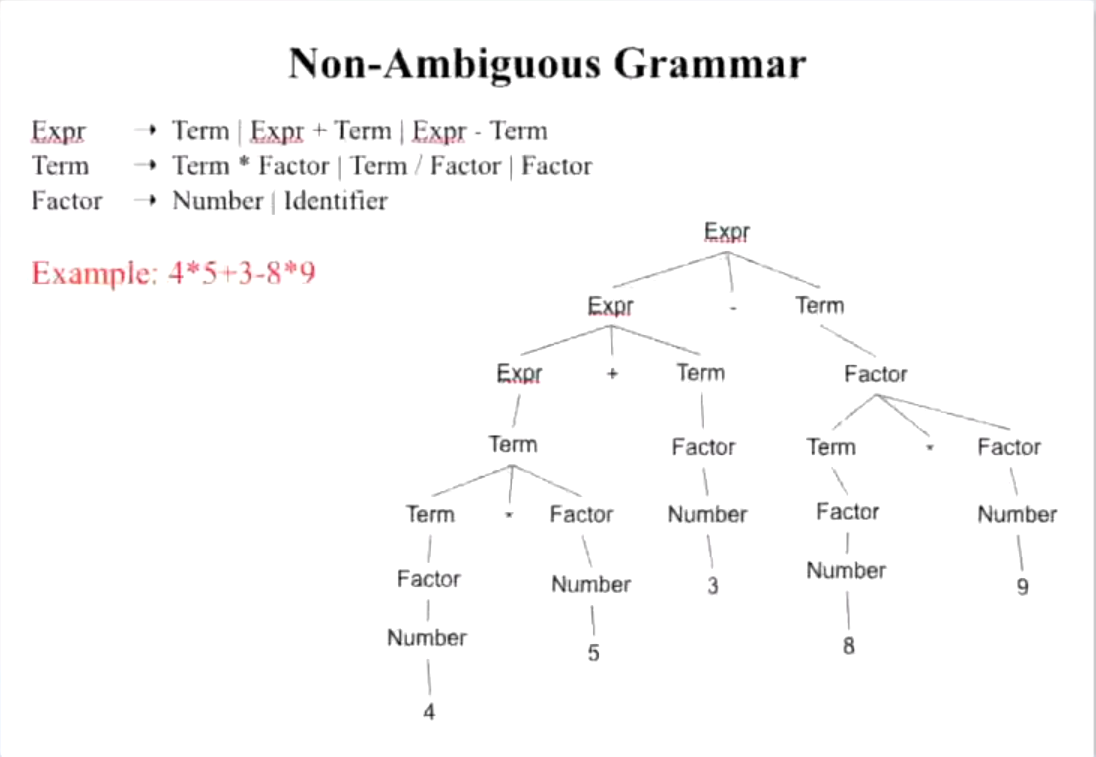 Non-Ambiguous Grammar
Expr → Term | Expr + Term | Expr - Term
Term → Term * Factor | Term / Factor | Factor
Factor → Number | Identifier
Example: 4*5+3-8*9
Expr
Expr - Term
Expr + Term Factor
Term Factor Term * Factor
Term * Factor Number Factor Number
Factor Number 3 Number 9
Number 5 8
4